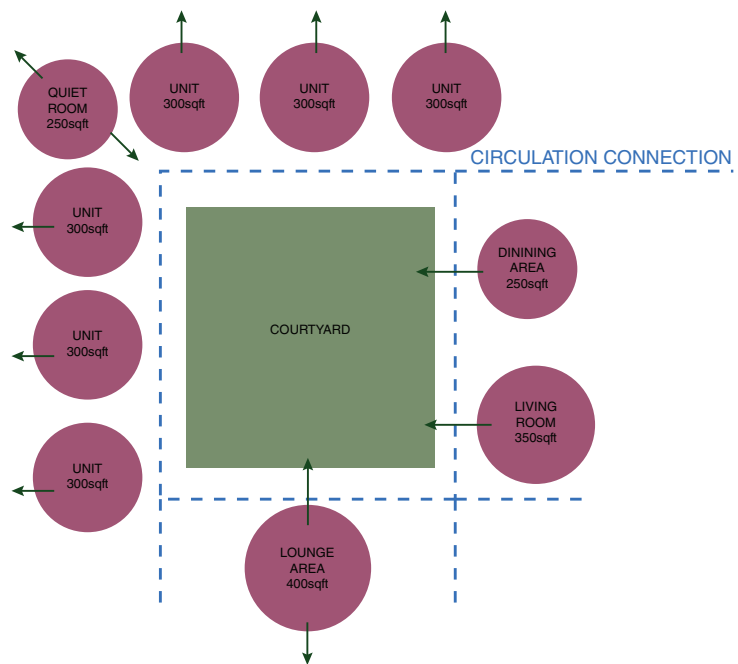 UNIT
300sqft
UNIT
300sqft
UNIT
300sqft
QUIET
ROOM
250sqft
CIRCULATION CONNECTION
UNIT
300sqft
DINING
AREA
250sqft
UNIT
300sqft
COURTYARD
LIVING
ROOM
350sqft
UNIT
300sqft
LOUNGE
AREA
400sqft